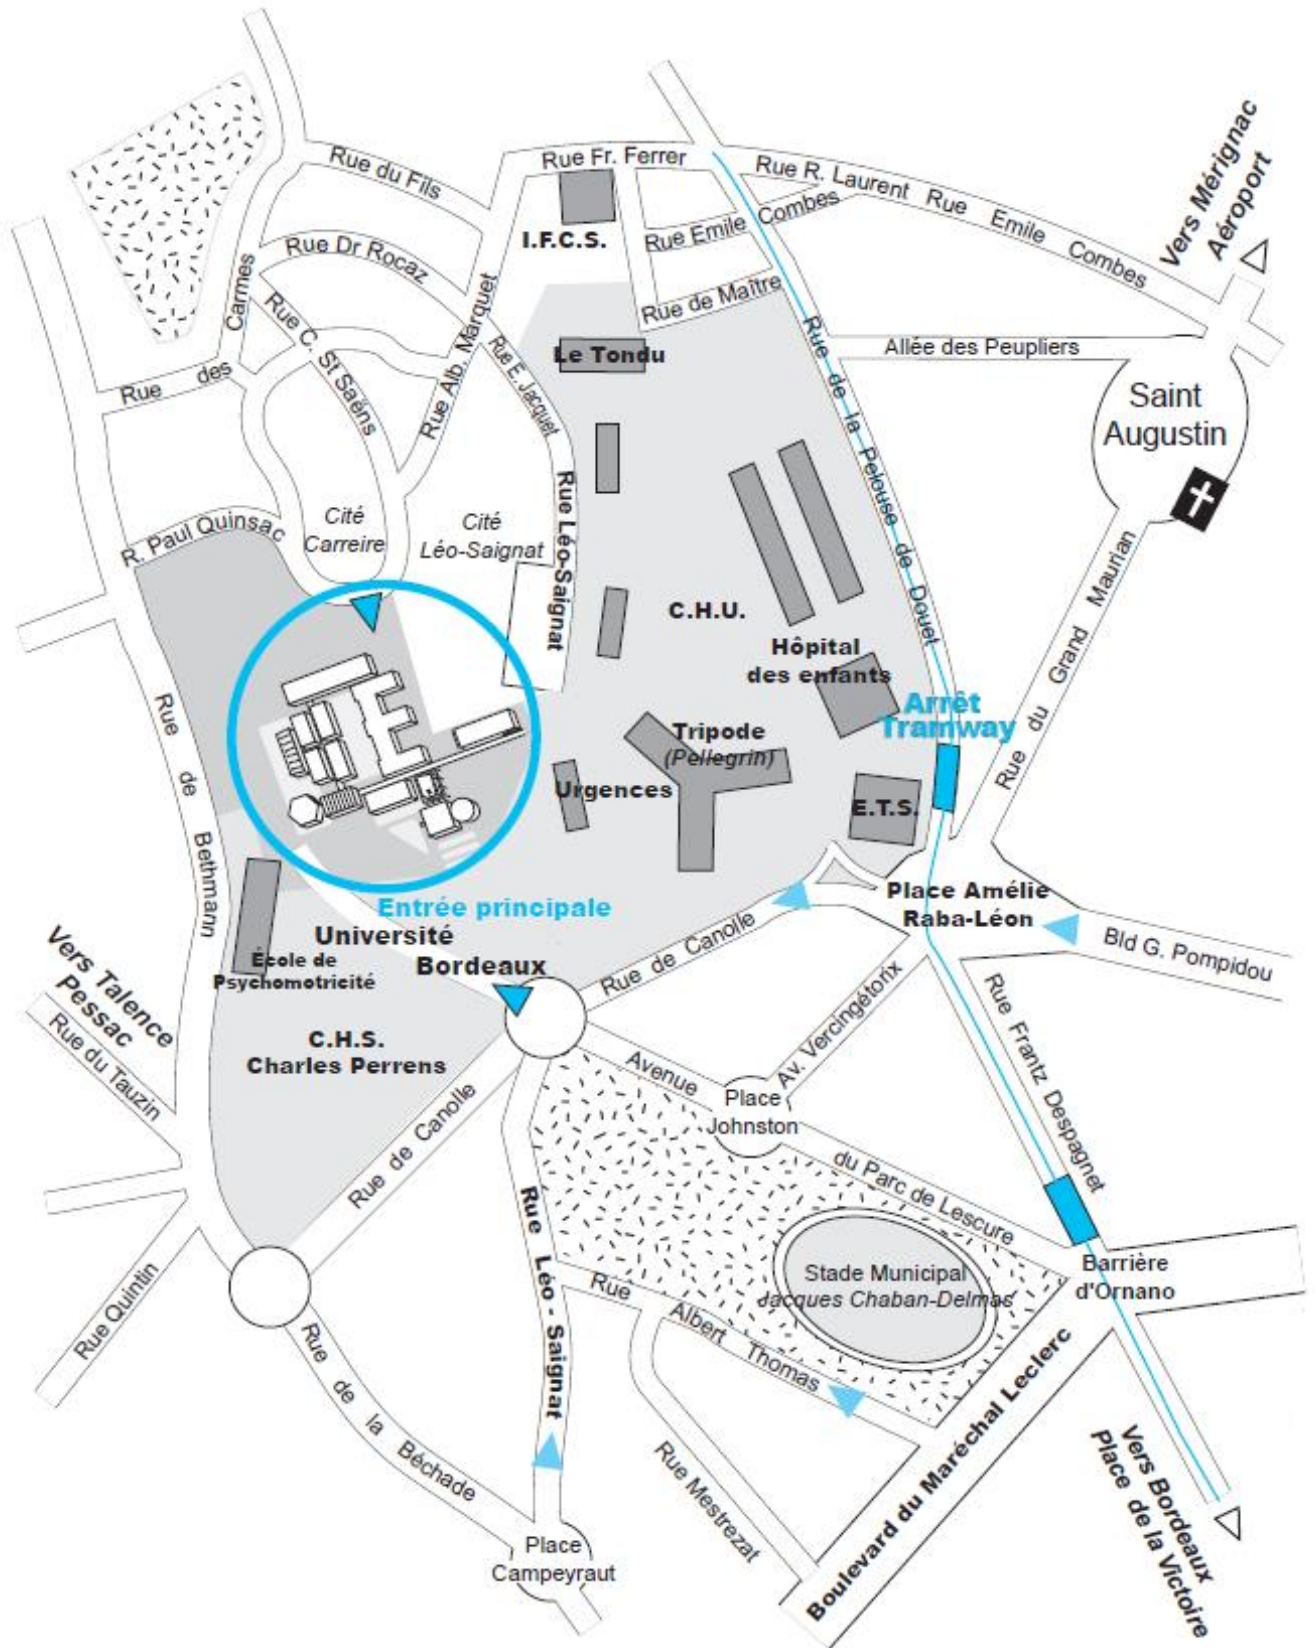 Rue du Fils
Rue Fr. Ferrer
Rue R. Laurent Rue Emile Combes
Vers Mérignac
Aéroport
I.F.C.S.
Rue Emile Combes
Rue Dr Rocaz
Rue de Maître
Rue des Carmes
Rue C. St Saëns
Rue Alb. Marquet
Rue E. Jacquet
Le Tondu
Rue de la Pelouse de Douet
Allée des Peupliers
Saint
Augustin
R. Paul Quinsac
Cité
Carreire
Cité
Léo-Saignat
Rue Léo-Saignat
C.H.U.
Hôpital
des enfants
Rue du Grand Maurian
Arrêt
Tramway
Tripode
(Pellegrin)
Urgences
E.T.S.
Rue de Bethmann
Place Amélie
Raba-Léon
Bld G. Pompidou
Entrée principale
Université
Bordeaux
École de
Psychomotricité
Rue de Canolle
Vers Talence
Pessac
Rue du Tauzin
C.H.S.
Charles Perrens
Av. Vercingétorix
Rue Frantz Despagnet
Avenue du Parc de Lescure
Place
Johnston
Rue de Canolle
Rue Léo - Saignat
Stade Municipal
Jacques Chaban-Delmas
Barrière
d'Ornano
Rue Quintin
Rue Albert Thomas
Rue de la Béchade
Rue Mestrezat
Boulevard du Maréchal Leclerc
Vers Bordeaux
Place de la Victoire
Place
Campeyraut